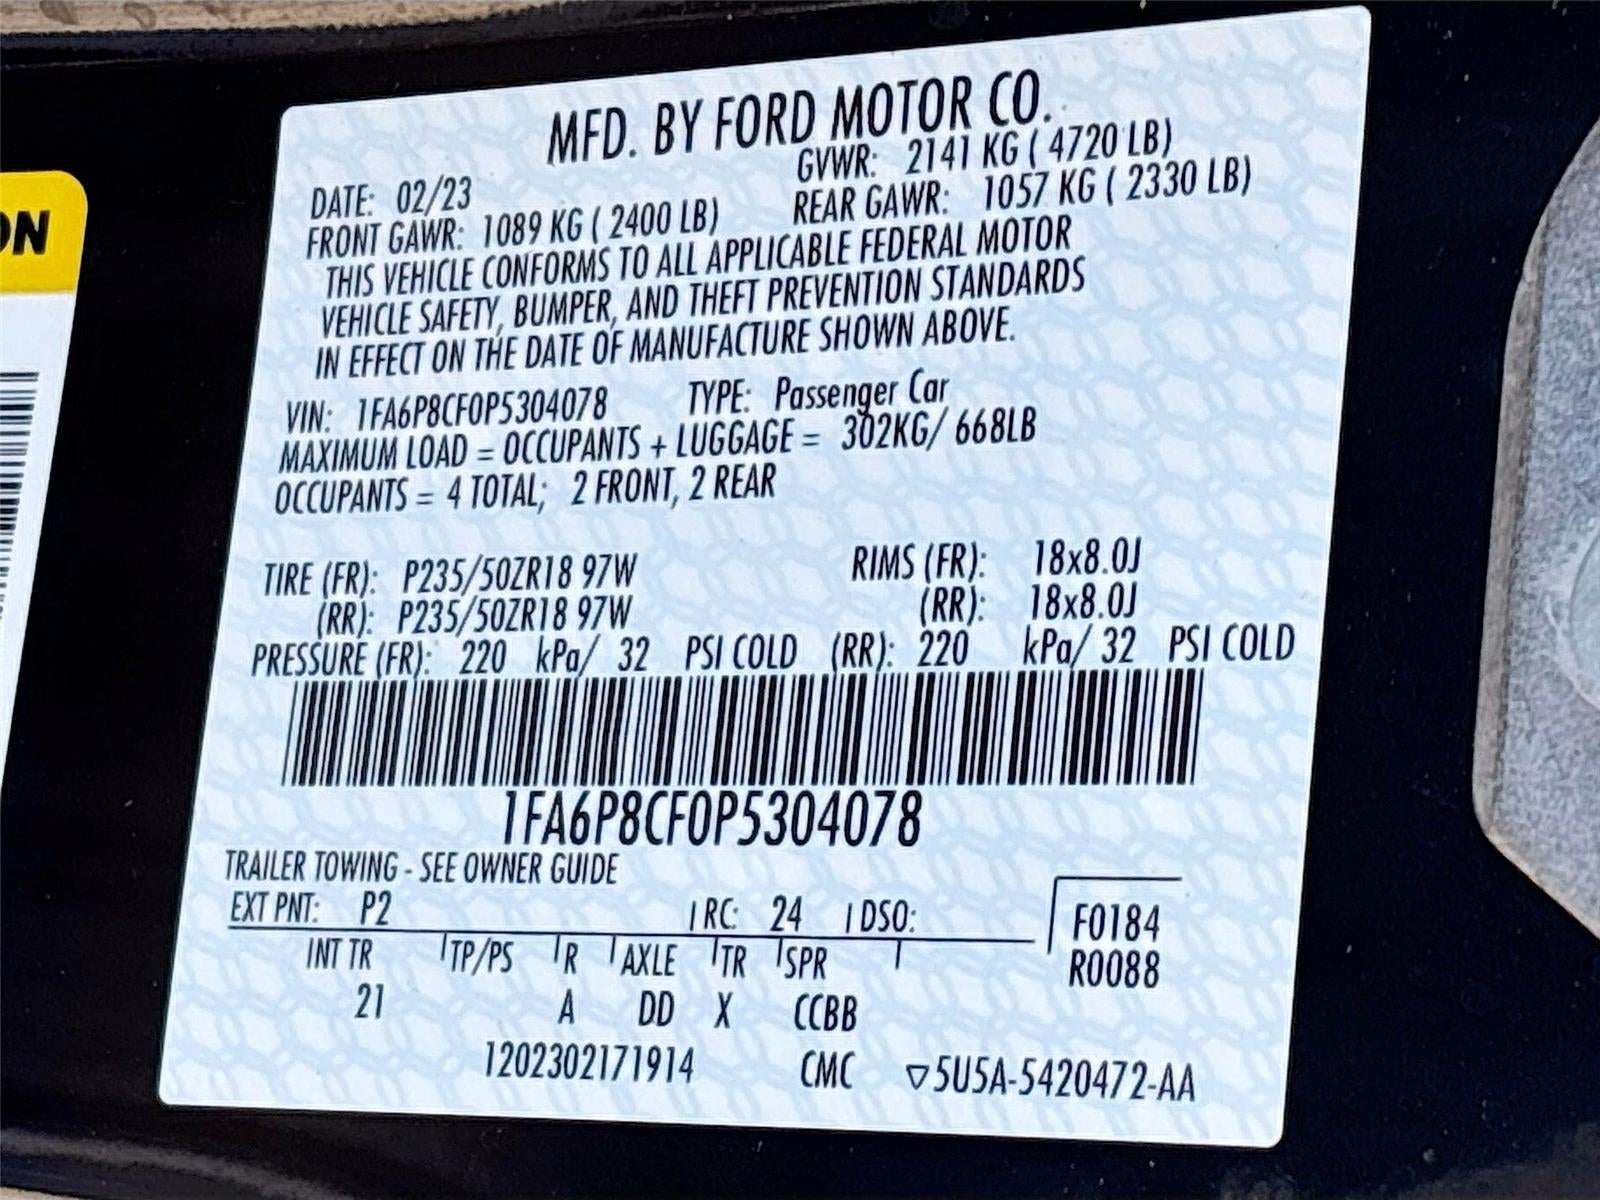 MFD. BY FORD MOTOR CO.
DATE: 02/23 GVWR: 2141 KG ( 4720 LB)
FRONT GAWR: 1089 KG ( 2400 LB) REAR GAWR: 1057 KG ( 2330 LB)
THIS VEHICLE CONFORMS TO ALL APPLICABLE FEDERAL MOTOR
VEHICLE SAFETY, BUMPER, AND THEFT PREVENTION STANDARDS
IN EFFECT ON THE DATE OF MANUFACTURE SHOWN ABOVE.
VIN: 1FA6P8CF0P5304078 TYPE: Passenger Car
MAXIMUM LOAD = OCCUPANTS + LUGGAGE = 302KG/ 668LB
OCCUPANTS = 4 TOTAL; 2 FRONT, 2 REAR
TIRE (FR): P235/50ZR18 97W RIMS (FR): 18x8.0J
(RR): P235/50ZR18 97W (RR): 18x8.0J
PRESSURE (FR): 220 kPa/ 32 PSI COLD (RR): 220 kPa/ 32 PSI COLD
1FA6P8CF0P5304078
TRAILER TOWING - SEE OWNER GUIDE
EXT PNT: P2 RC: 24 DSO: F0184
INT TR TP/PS R AXLE TR SPR R0088
21 A DD X CCBB
1202302171914 CMC ▽5U5A-5420472-AA